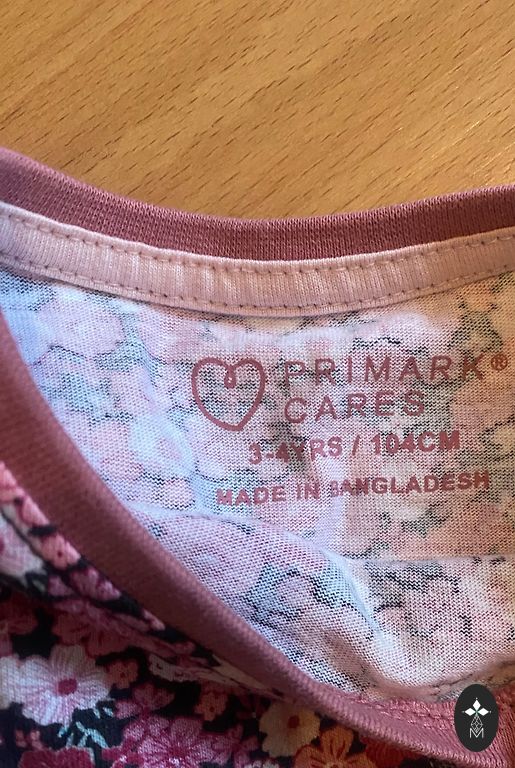 PRIMARK®
CARES
3-4YRS / 104CM
MADE IN BANGLADESH